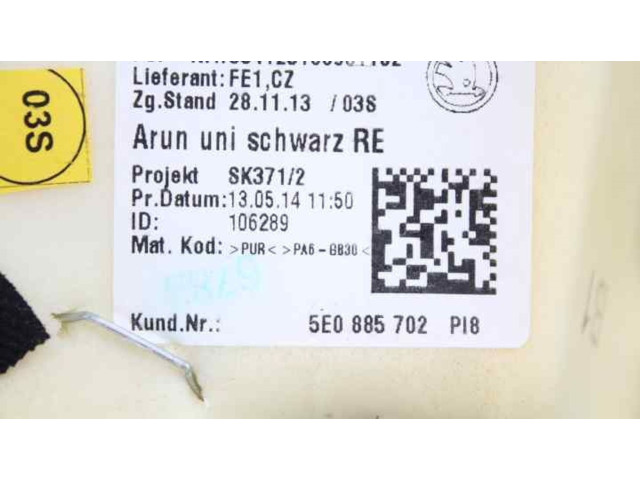 Lieferant: FE1,CZ
Zg.Stand 28.11.13 /03S
Arun uni schwarz RE
Projekt SK371/2
Pr.Datum: 13.05.14 11:50
ID: 106289
Mat. Kod: >PUR< >PA6-GB30<
Kund.Nr.: 5E0 885 702 PI8
03S